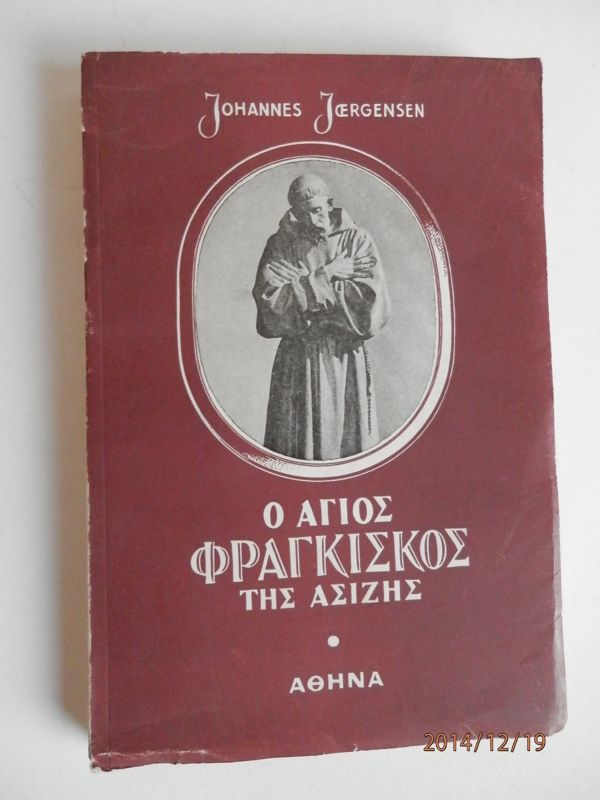 JOHANNES JŒRGENSEN
Ο ΑΓΙΟΣ
ΦΡΑΓΚΙΣΚΟΣ
ΤΗΣ ΑΣΙΖΗΣ
ΑΘΗΝΑ
2014/12/19